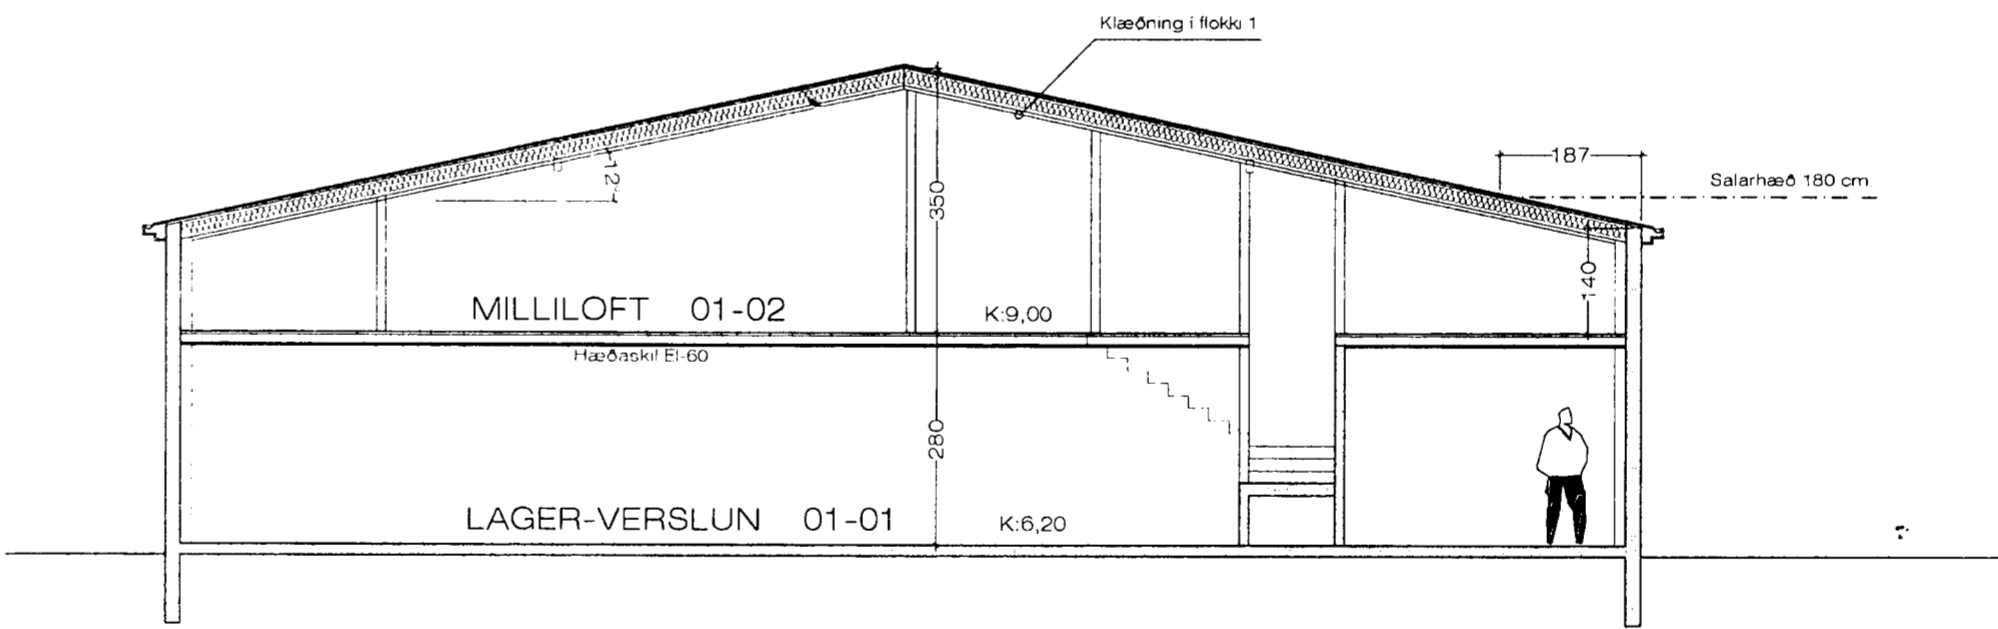 Klæðning í flokki 1
187
Salarhæð 180 cm
12°
350
140
MILLILOFT 01-02
K:9,00
Hæðaskil EI-60
280
LAGER-VERSLUN 01-01
K:6,20